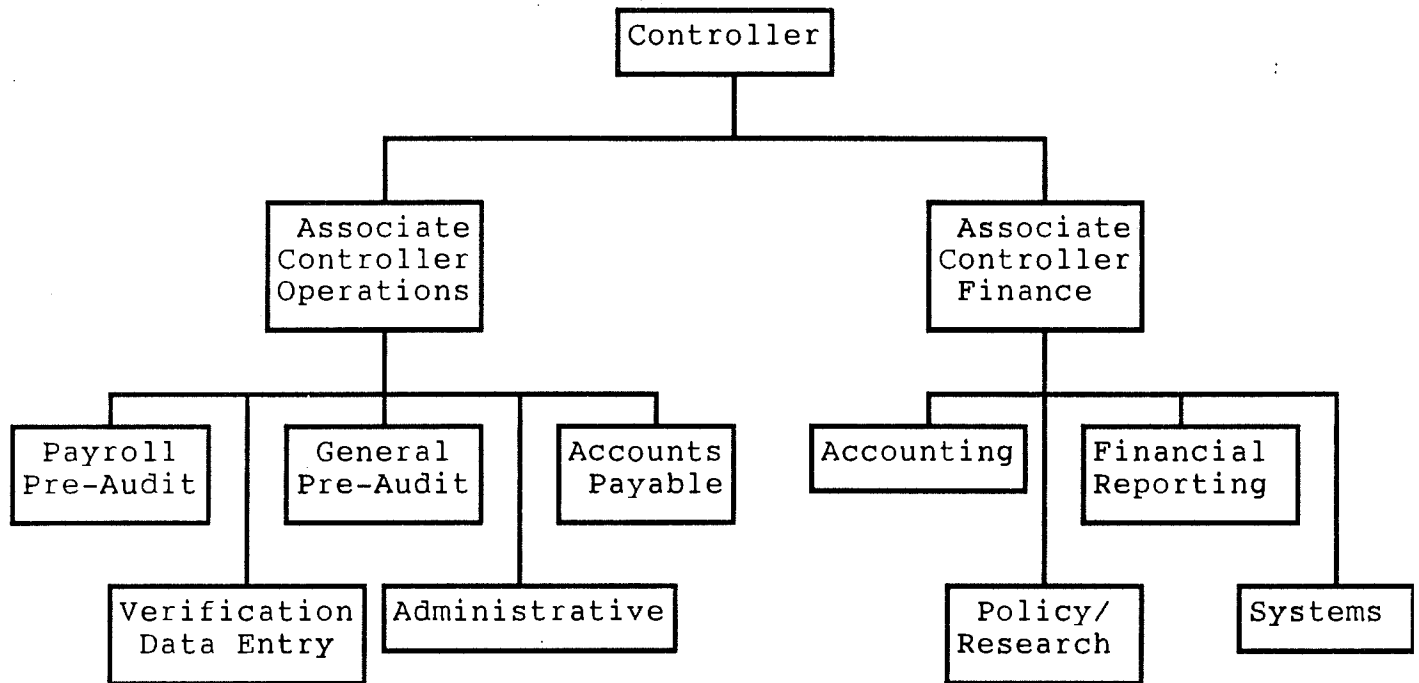 Controller
Associate
Controller
Operations
Associate
Controller
Finance
Payroll
Pre-Audit
General
Pre-Audit
Accounts
Payable
Accounting
Financial
Reporting
Verification
Data Entry
Administrative
Policy/
Research
Systems